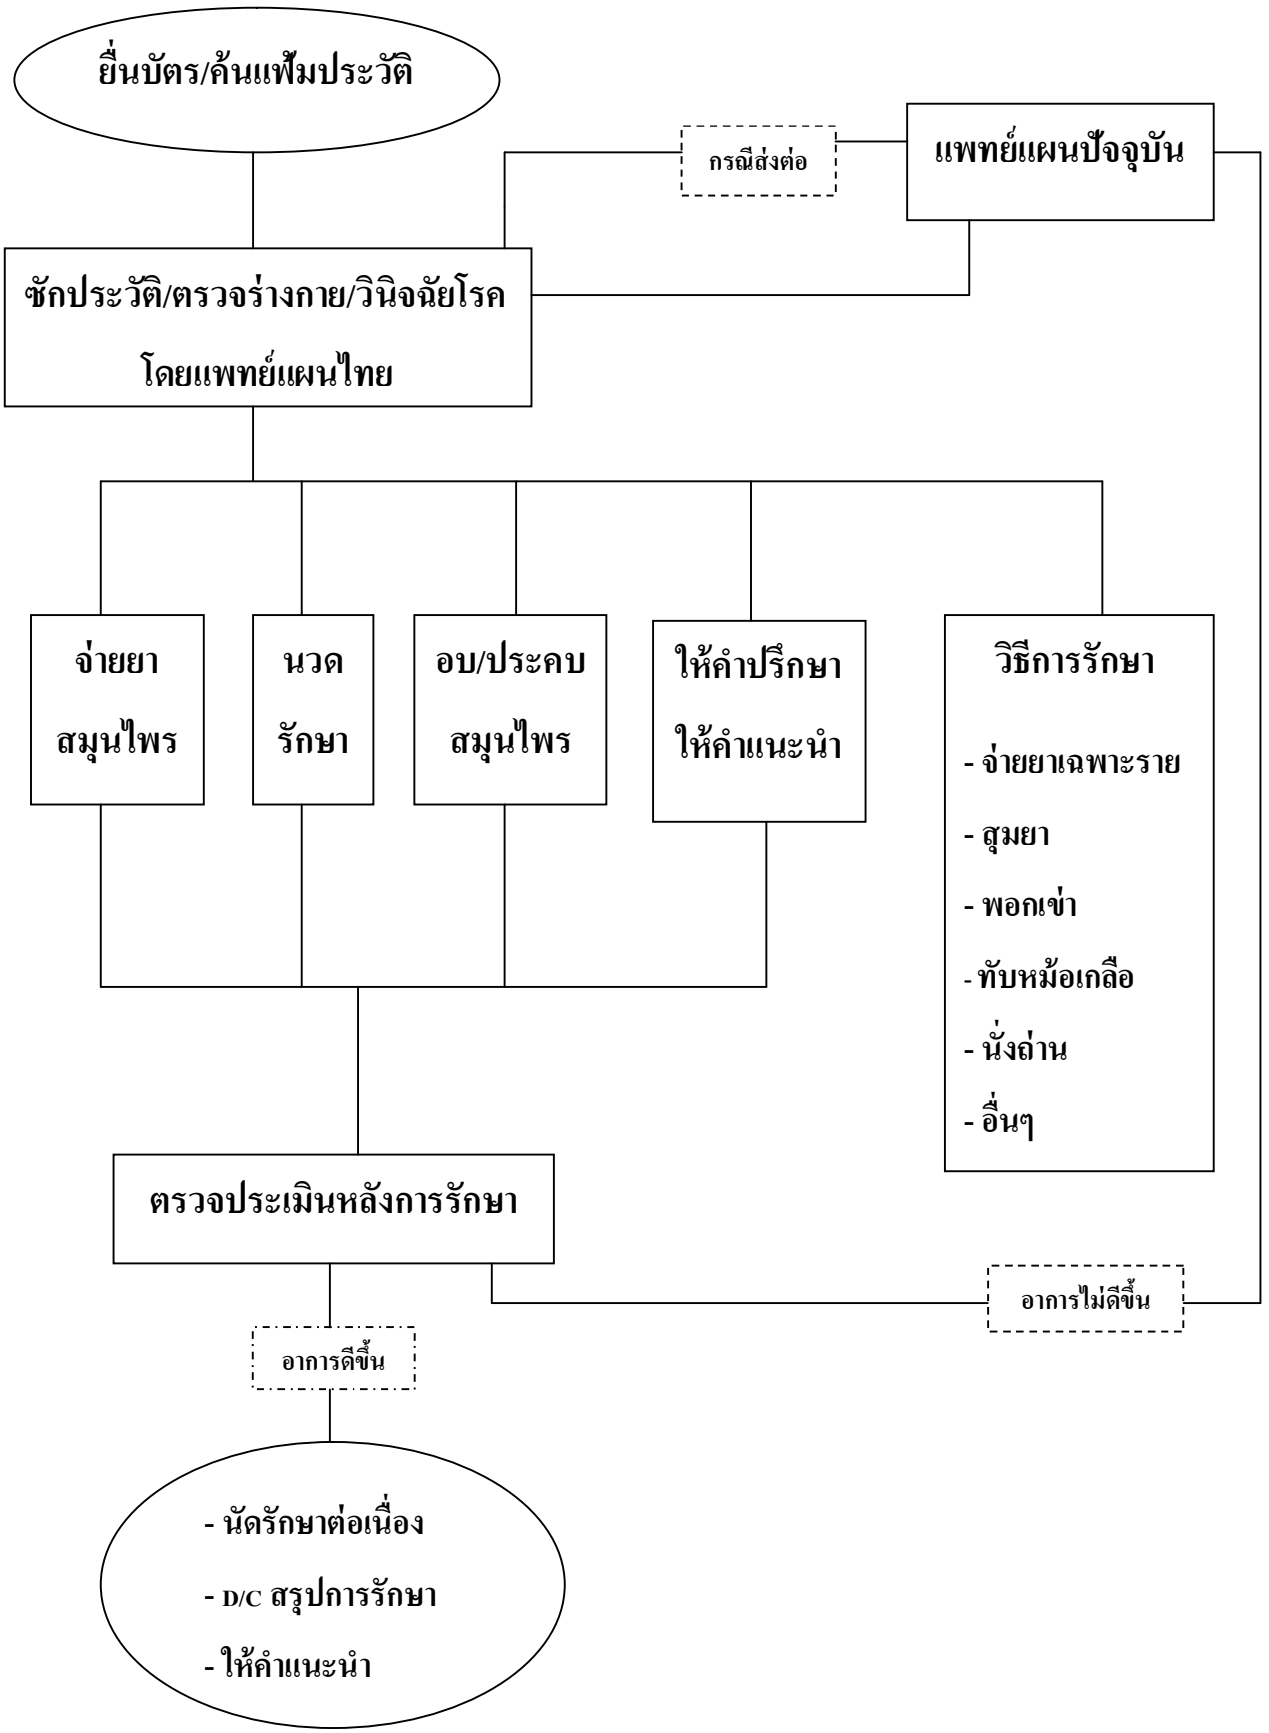 ยื่นบัตร/ค้นแฟ้มประวัติ
กรณีส่งต่อ
แพทย์แผนปัจจุบัน
ซักประวัติ/ตรวจร่างกาย/วินิจฉัยโรค
โดยแพทย์แผนไทย
จ่ายยา
สมุนไพร
นวด
รักษา
อบ/ประคบ
สมุนไพร
ให้คำปรึกษา
ให้คำแนะนำ
วิธีการรักษา
- จ่ายยาเฉพาะราย
- สุมยา
- พอกเข่า
- ทับหม้อเกลือ
- นั่งถ่าน
- อื่นๆ
ตรวจประเมินหลังการรักษา
อาการไม่ดีขึ้น
อาการดีขึ้น
- นัดรักษาต่อเนื่อง
- D/C สรุปการรักษา
- ให้คำแนะนำ